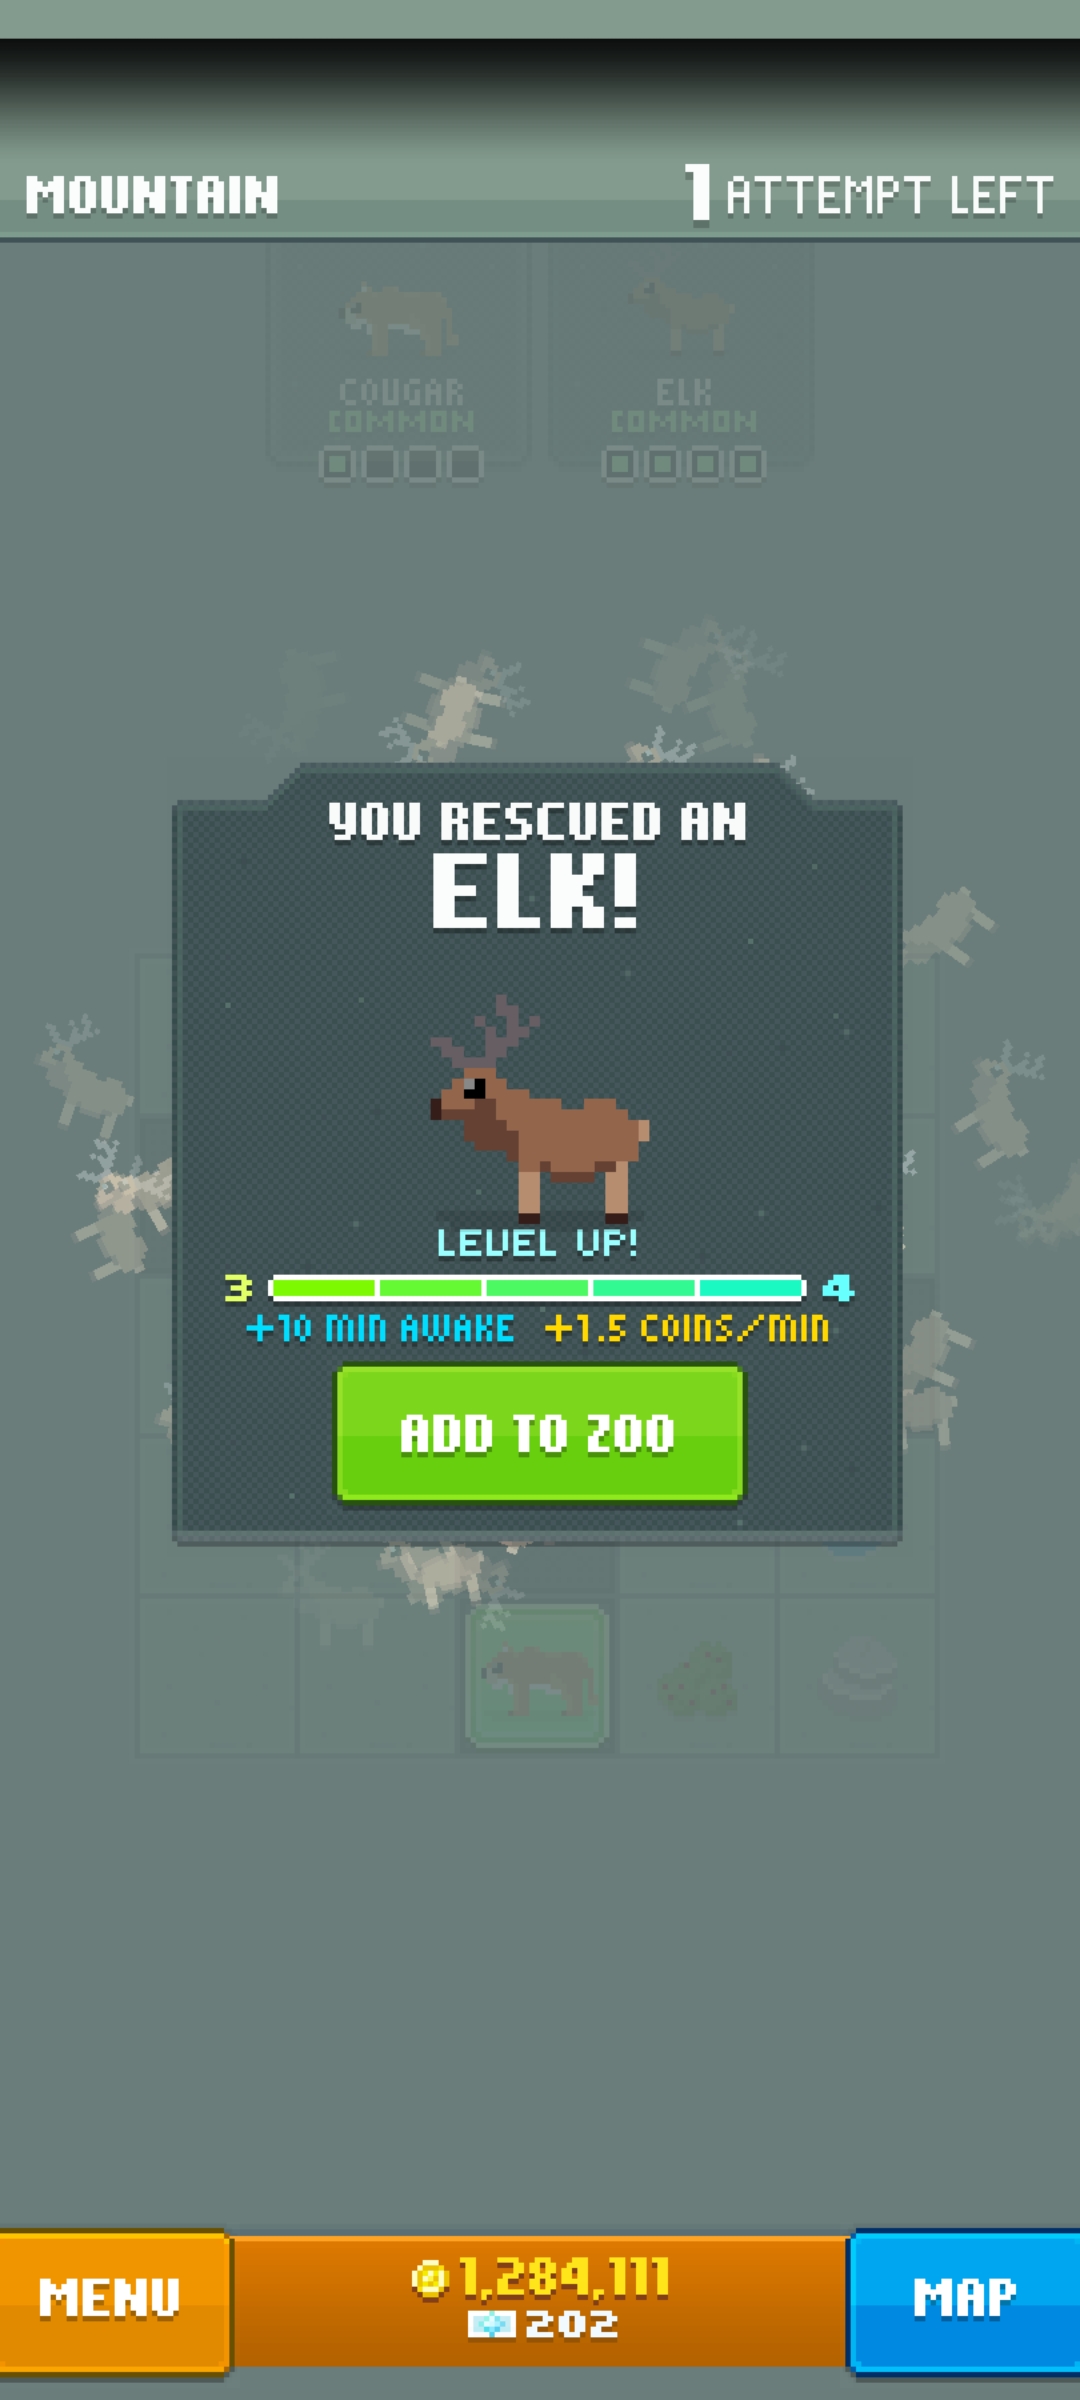 MOUNTAIN
1 ATTEMPT LEFT
COUGAR
COMMON
ELK
COMMON
YOU RESCUED AN
ELK!
LEVEL UP!
3
4
+10 MIN AWAKE
+1.5 COINS/MIN
ADD TO ZOO
MENU
1,284,111
202
MAP